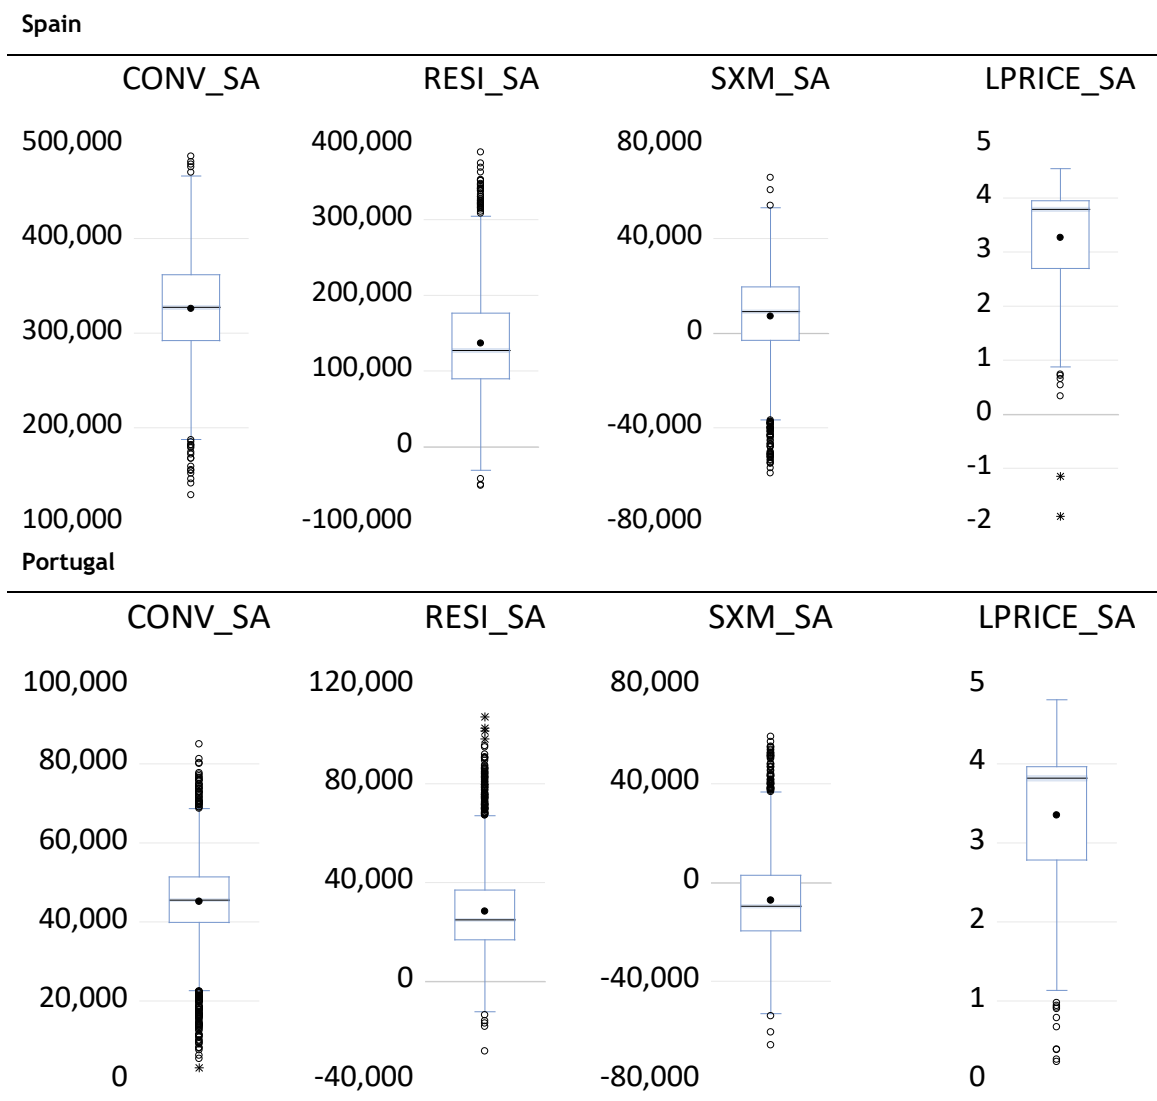 Spain
CONV_SA RESI_SA SXM_SA LPRICE_SA
500,000 400,000 80,000 5
4
400,000 300,000 40,000
3
200,000 2
300,000 0
100,000 1
200,000 0 -40,000 0
-1
100,000 -100,000 -80,000 -2
Portugal
CONV_SA RESI_SA SXM_SA LPRICE_SA
100,000 120,000 80,000 5
80,000 4
80,000 40,000
60,000 3
40,000 0
40,000 2
0 -40,000
20,000 1
0 -40,000 -80,000 0